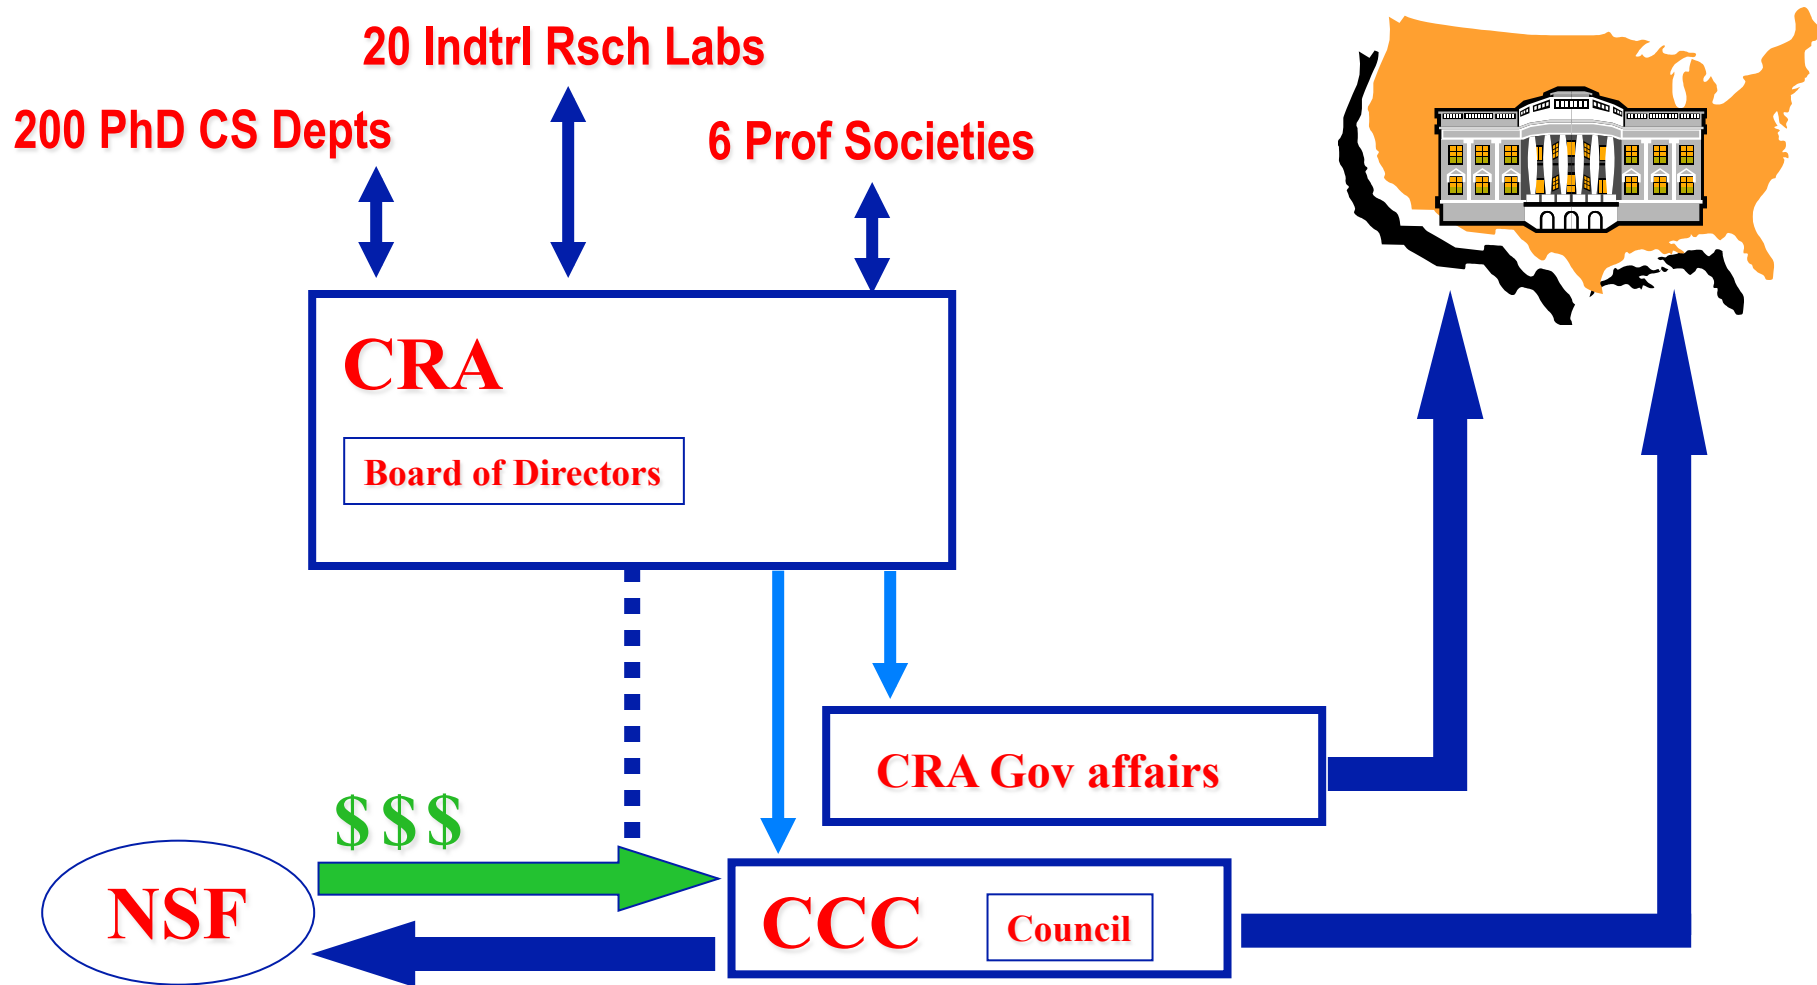 20 Indtrl Rsch Labs
200 PhD CS Depts
6 Prof Societies
CRA
Board of Directors
CRA Gov affairs
$$$
NSF
CCC
Council